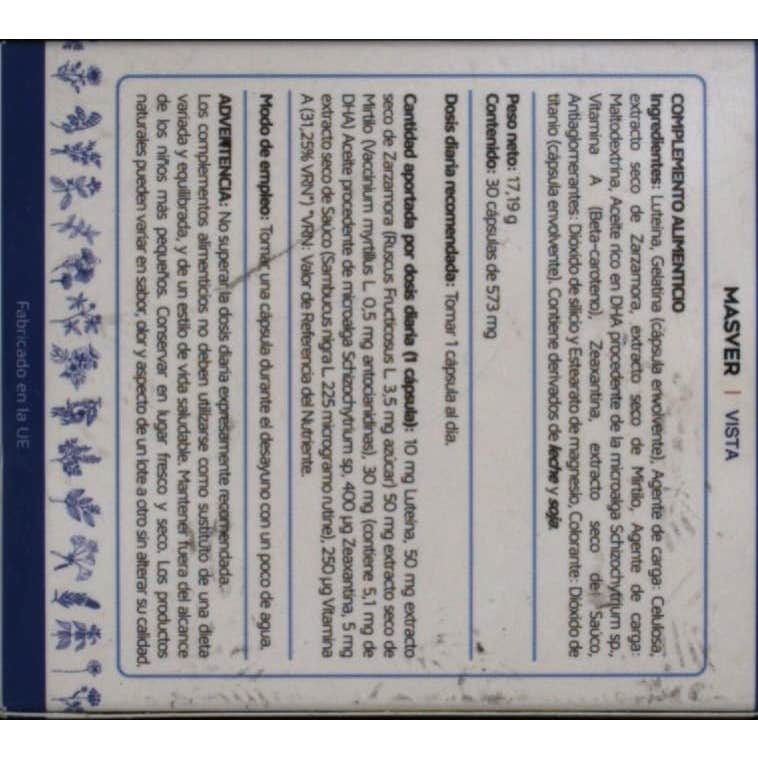 MASVER | VISTA
COMPLEMENTO ALIMENTICIO
Ingredientes: Luteína, Gelatina (cápsula envolvente), Agente de carga: Celulosa,
extracto seco de Zarzamora, extracto seco de Mirtilo, Agente de carga:
Maltodextrina, Aceite rico en DHA procedente de la microalga Schizochytrium sp.,
Vitamina A (Beta-caroteno), Zeaxantina, extracto seco de Saúco,
Antiaglomerantes: Dióxido de silicio y Estearato de magnesio, Colorante: Dióxido de
titanio (cápsula envolvente). Contiene derivados de leche y soja.
Peso neto: 17,19 g
Contenido: 30 cápsulas de 573 mg
Dosis diaria recomendada: Tomar 1 cápsula al día.
Cantidad aportada por dosis diaria (1 cápsula): 10 mg Luteína, 50 mg extracto
seco de Zarzamora (Ruscus Fructicosus L. 3,5 mg azúcar) 50 mg extracto seco de
Mirtilo (Vaccinium myrtillus L. 0,5 mg antocianidinas), 30 mg (contiene 5,1 mg de
DHA) Aceite procedente de microalga Schizochytrium sp, 400 µg Zeaxantina, 5 mg
extracto seco de Saúco (Sambucus nigra L. 225 microgramo rutine), 250 µg Vitamina
A (31,25% VRN*) *VRN: Valor de Referencia del Nutriente.
Modo de empleo: Tomar una cápsula durante el desayuno con un poco de agua.
ADVERTENCIA: No superar la dosis diaria expresamente recomendada.
Los complementos alimenticios no deben utilizarse como sustituto de una dieta
variada y equilibrada, y de un estilo de vida saludable. Mantener fuera del alcance
de los niños más pequeños. Conservar en lugar fresco y seco. Los productos
naturales pueden variar en sabor, olor y aspecto de un lote a otro sin alterar su calidad.
Fabricado en la UE